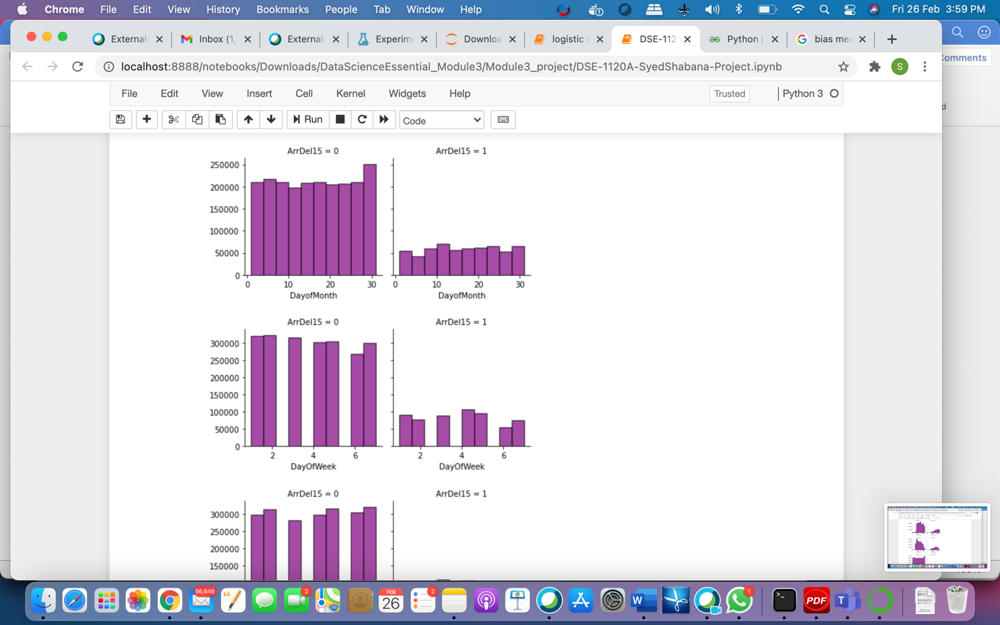 Chrome File Edit View History Bookmarks People Tab Window Help Fri 26 Feb 3:59 PM
External Inbox (1, External Experime Downloa logistic DSE-112 Python bias mea
localhost:8888/notebooks/Downloads/DataScienceEssential_Module3/Module3_project/DSE-1120A-SyedShabana-Project.ipynb S
omments
File Edit View Insert Cell Kernel Widgets Help Trusted Python 3
d
Run Code
ArrDel15 = 0 ArrDel15 = 1
250000
200000
150000
100000
50000
0
0 10 20 30 0 10 20 30
DayofMonth DayofMonth
ArrDel15 = 0 ArrDel15 = 1
300000
250000
200000
150000
100000
50000
0
2 4 6 2 4 6
DayOfWeek DayOfWeek
ArrDel15 = 0 ArrDel15 = 1
300000
250000
200000
150000
56,646 2 FEB 2 1
26 W >_ PDF T .DOCX